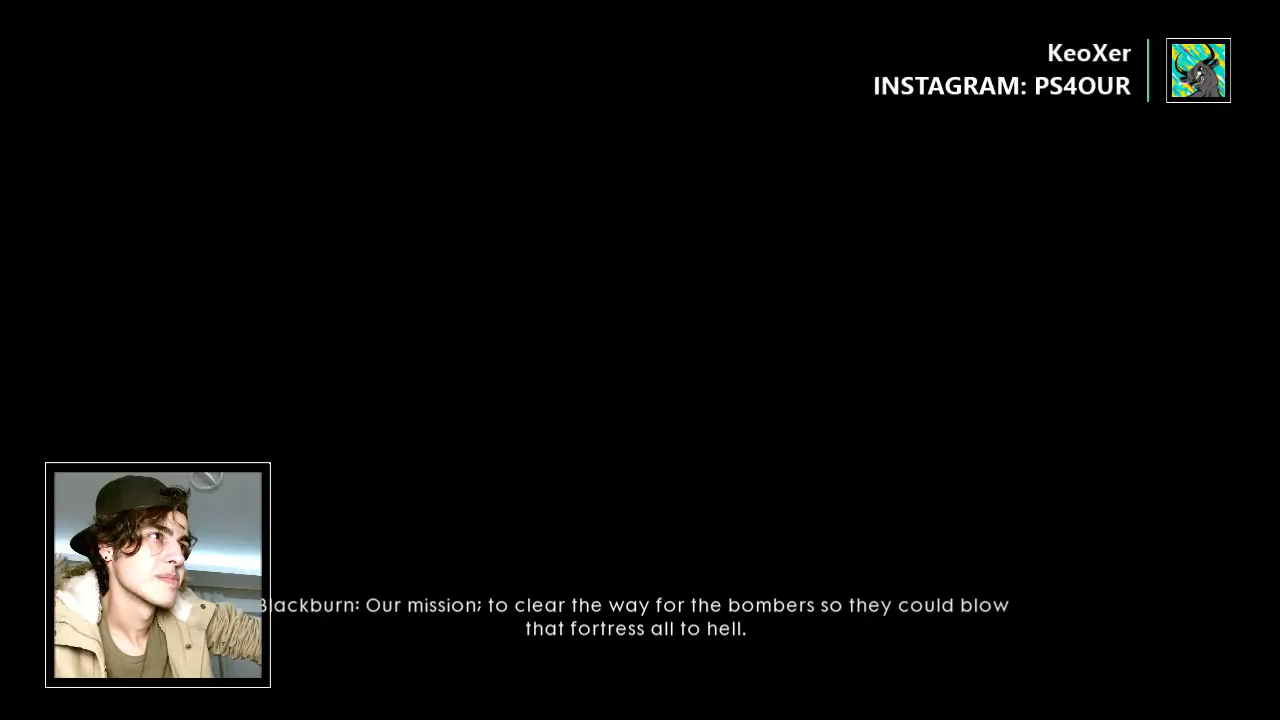 KeoXer
INSTAGRAM: PS4OUR
Blackburn: Our mission; to clear the way for the bombers so they could blow
that fortress all to hell.